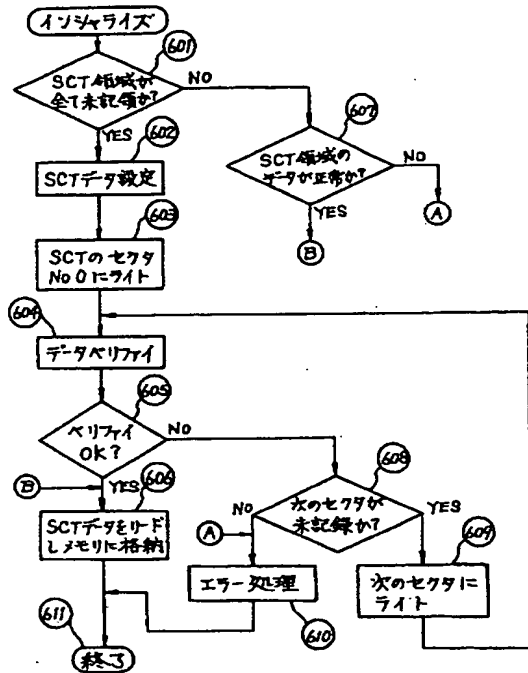 インシャライズ
601
SCT領域が
全て未記領か?
NO
YES
602
SCTデータ設定
603
SCTのセクタ
No 0 にライト
607
SCT領域の
データが正常か?
NO
YES
A
B
604
データベリファイ
605
ベリファイ
OK?
NO
YES
B
606
SCTデータをリード
しメモリに格納
608
次のセクタが
未記録か?
NO
YES
A
609
次のセクタに
ライト
エラー処理
610
611
終了